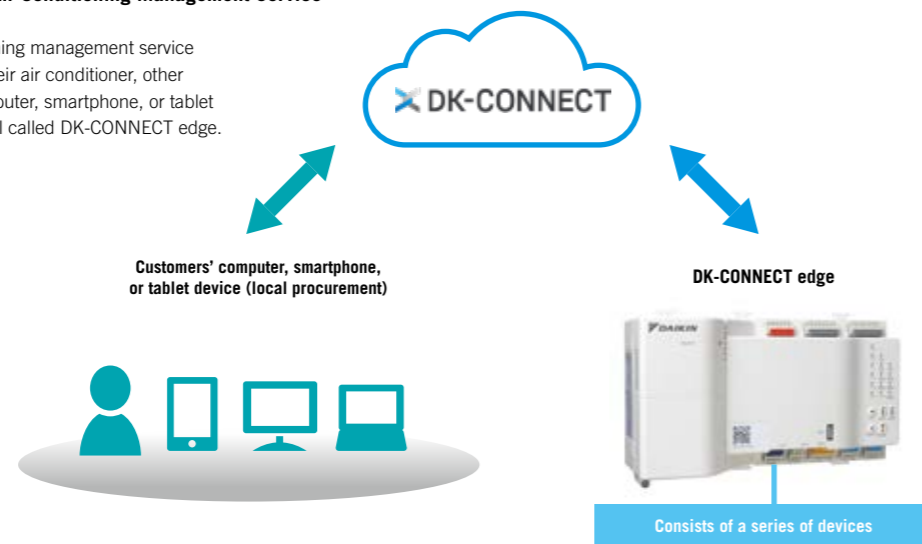 ning management service
eir air conditioner, other
puter, smartphone, or tablet
l called DK-CONNECT edge.
DK-CONNECT
Customers' computer, smartphone,
or tablet device (local procurement)
DK-CONNECT edge
DAIKIN
Consists of a series of devices